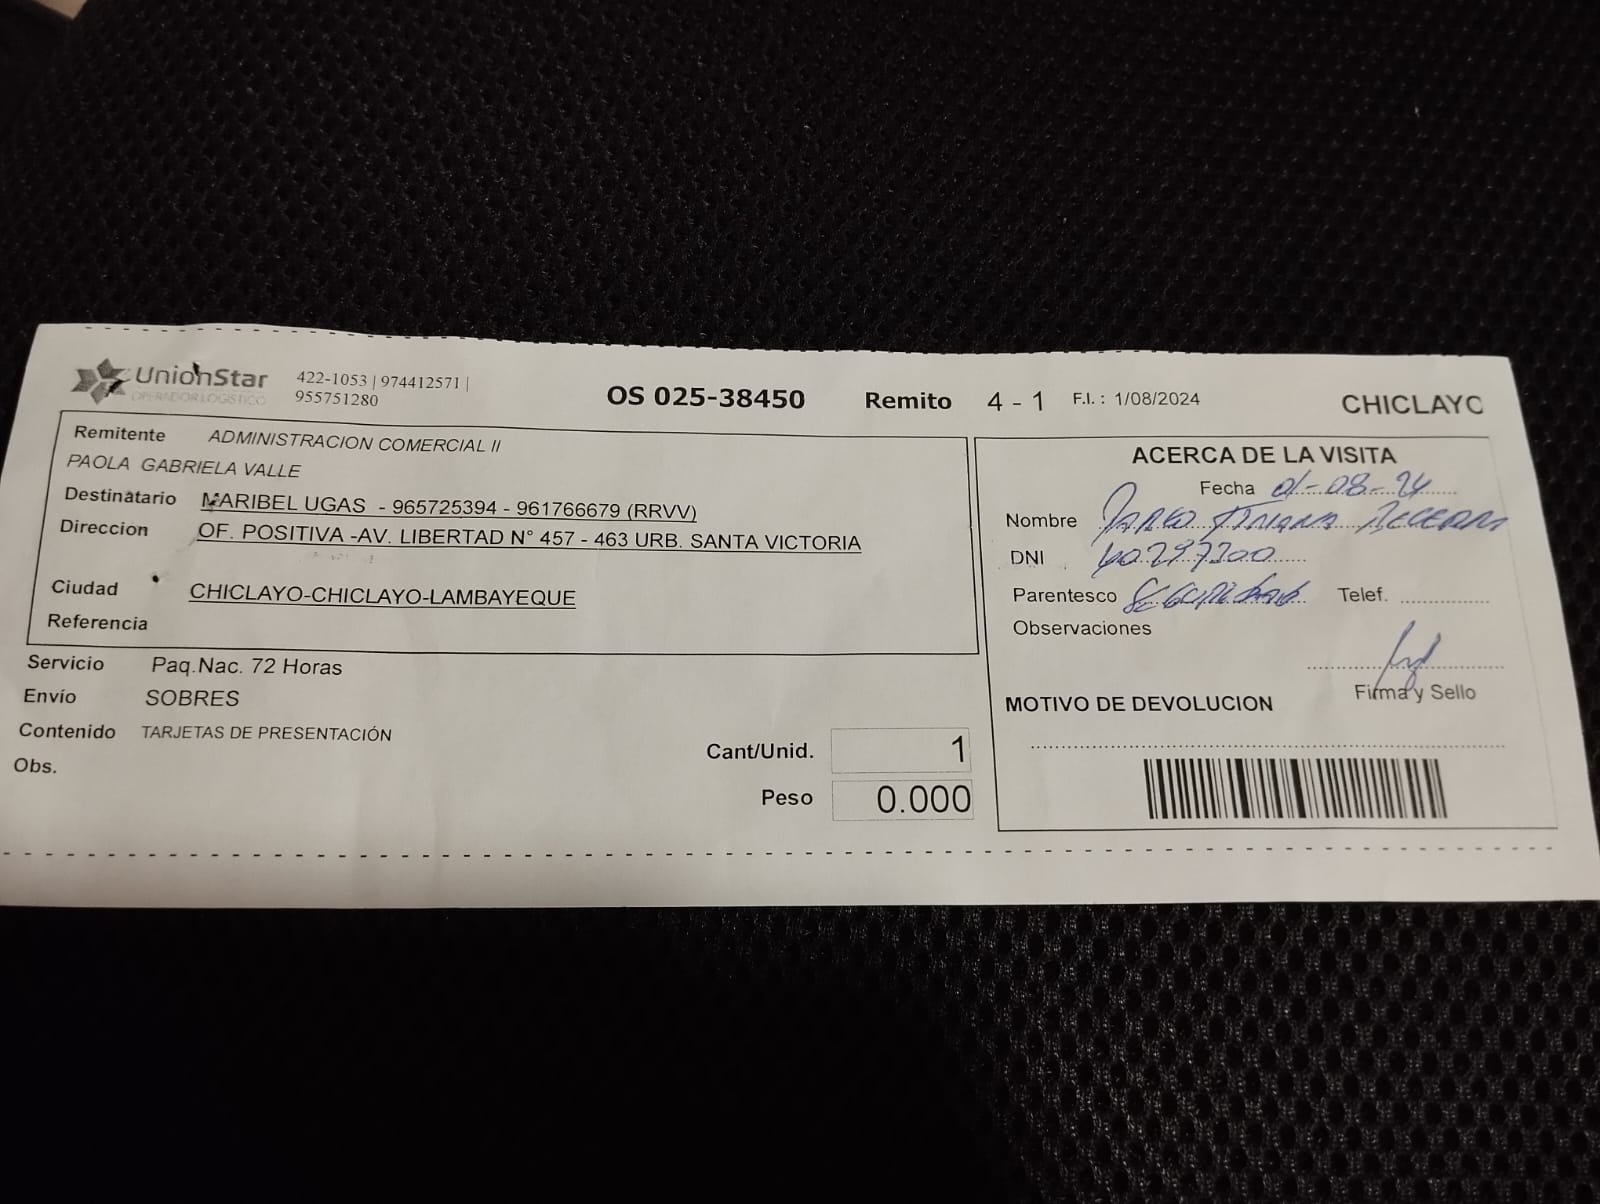 UnionStar
OPERADOR LOGISTICO
422-1053 | 974412571 |
955751280
OS 025-38450
Remito 4 - 1
F.I. : 1/08/2024
CHICLAYO
Remitente ADMINISTRACION COMERCIAL II
PAOLA GABRIELA VALLE
Destinatario MARIBEL UGAS - 965725394 - 961766679 (RRVV)
Direccion OF. POSITIVA -AV. LIBERTAD N° 457 - 463 URB. SANTA VICTORIA
Ciudad CHICLAYO-CHICLAYO-LAMBAYEQUE
Referencia
Servicio Paq.Nac. 72 Horas
Envío SOBRES
Contenido TARJETAS DE PRESENTACIÓN
Obs.
Cant/Unid. 1
Peso 0.000
ACERCA DE LA VISITA
Fecha 01-08-24
Nombre
DNI
Parentesco SEGURIDAD Telef.
Observaciones
Firma y Sello
MOTIVO DE DEVOLUCION